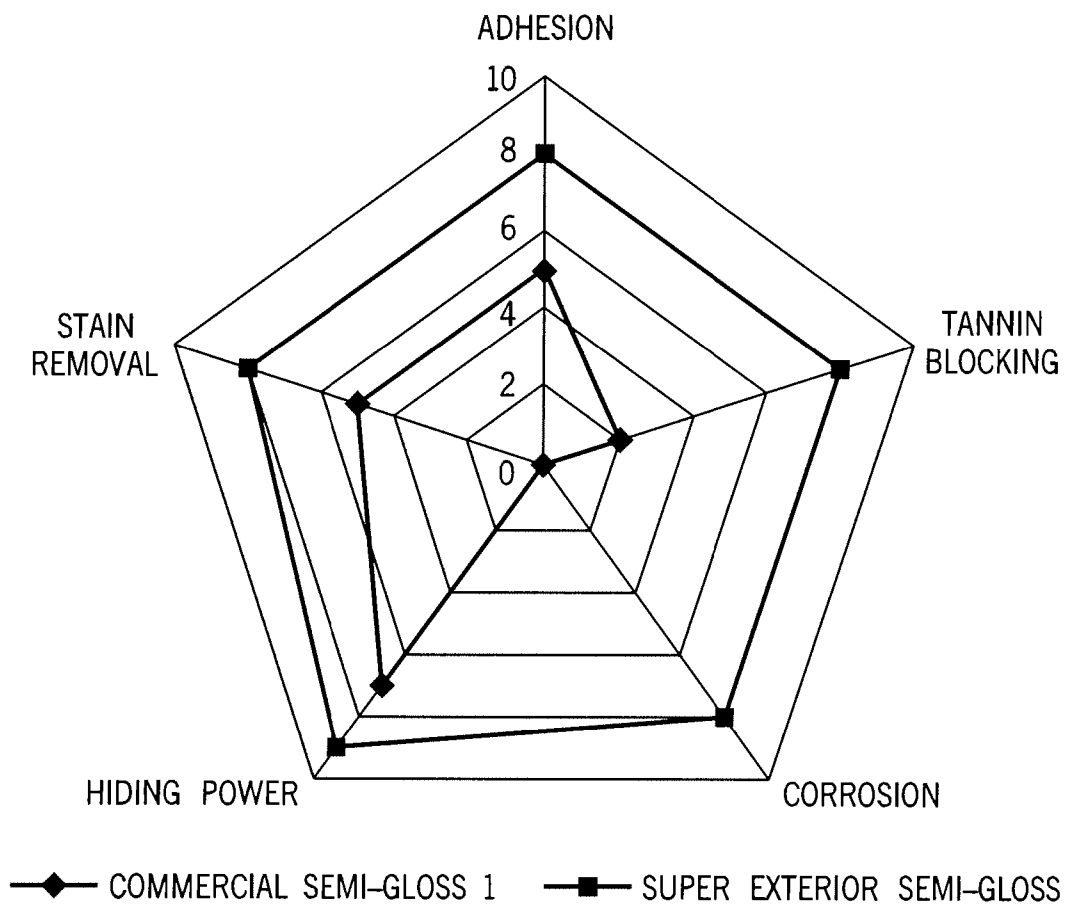 ADHESION
10
8
6
4
2
0
STAIN
REMOVAL
TANNIN
BLOCKING
HIDING POWER
CORROSION
COMMERCIAL SEMI-GLOSS 1
SUPER EXTERIOR SEMI-GLOSS